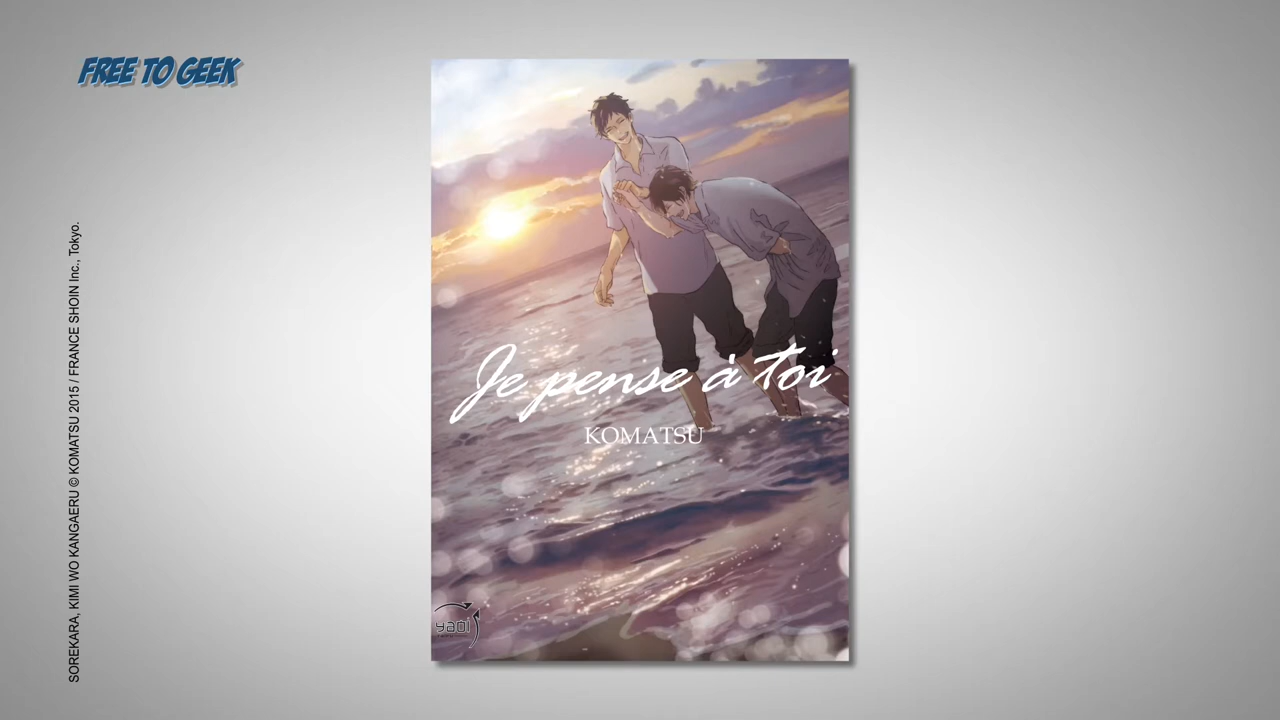 FREE TO GEEK
SOREKARA, KIMI WO KANGAERU © KOMATSU 2015 / FRANCE SHOIN Inc., Tokyo.
Je pense à toi
KOMATSU
yaoi